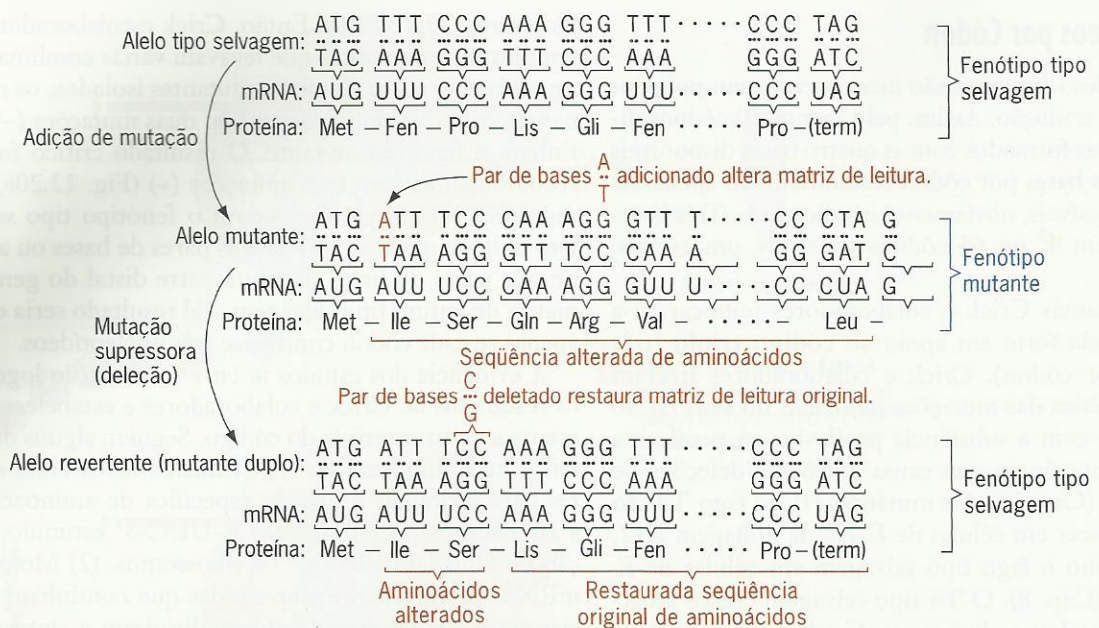 ATG TTT CCC AAA GGG TTT ······ CCC TAG
Alelo tipo selvagem:
TAC AAA GGG TTT CCC AAA GGG ATC
mRNA: AUG UUU CCC AAA GGG UUU ······ CCC UAG
Proteína: Met – Fen – Pro – Lis – Gli – Fen ······ Pro – (term)
Fenótipo tipo
selvagem
Adição de mutação
A
Par de bases ·· adicionado altera matriz de leitura.
T
ATG ATT TCC CAA AGG GTT T ······ CC CTA G
Alelo mutante:
TAC TAA AGG GTT TCC CAA A GG GAT C
mRNA: AUG AUU UCC CAA AGG GUU U ······ CC CUA G
Proteína: Met – Ile – Ser – Gln – Arg – Val – ······ Leu –
Fenótipo
mutante
Seqüência alterada de aminoácidos
Mutação
supressora
(deleção)
C
Par de bases ··· deletado restaura matriz de leitura original.
G
ATG ATT TCC AAA GGG TTT ······ CCC TAG
Alelo revertente (mutante duplo):
TAC TAA AGG TTT CCC AAA GGG ATC
mRNA: AUG AUU UCC AAA GGG UUU ······ CCC UAG
Proteína: Met – Ile – Ser – Lis – Gli – Fen ······ Pro – (term)
Fenótipo tipo
selvagem
Aminoácidos
alterados
Restaurada seqüência
original de aminoácidos